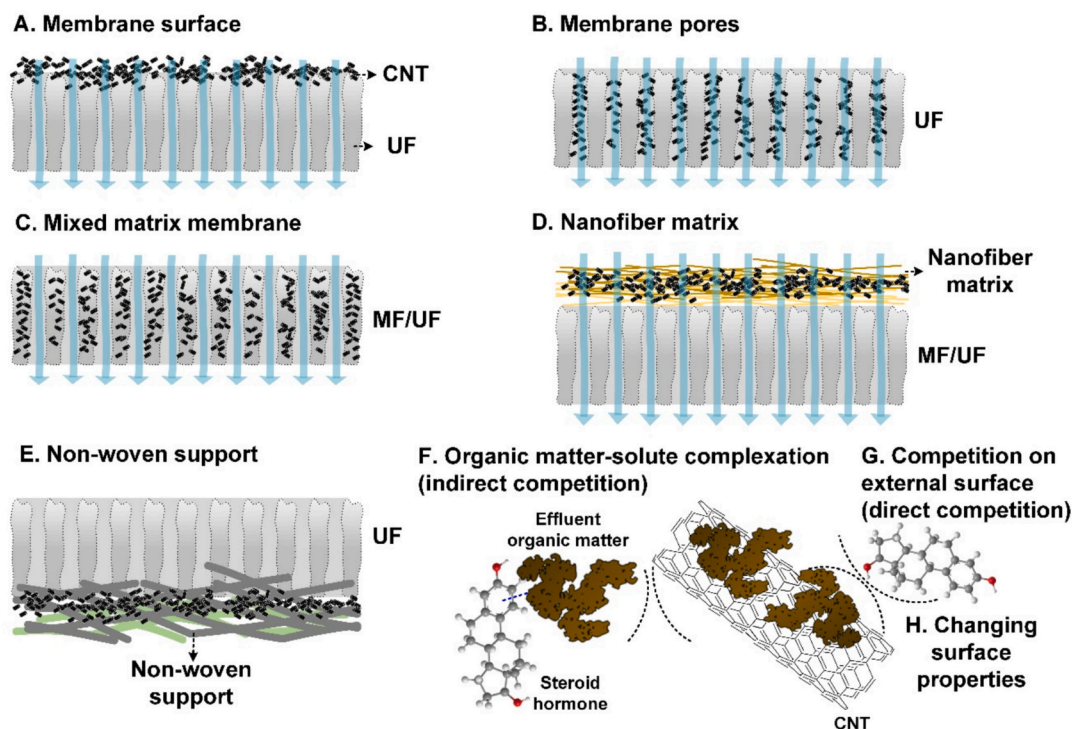 A. Membrane surface
CNT
UF
B. Membrane pores
UF
C. Mixed matrix membrane
MF/UF
D. Nanofiber matrix
Nanofiber
matrix
MF/UF
E. Non-woven support
UF
Non-woven
support
F. Organic matter-solute complexation
(indirect competition)
Effluent
organic matter
Steroid
hormone
CNT
G. Competition on
external surface
(direct competition)
H. Changing
surface
properties